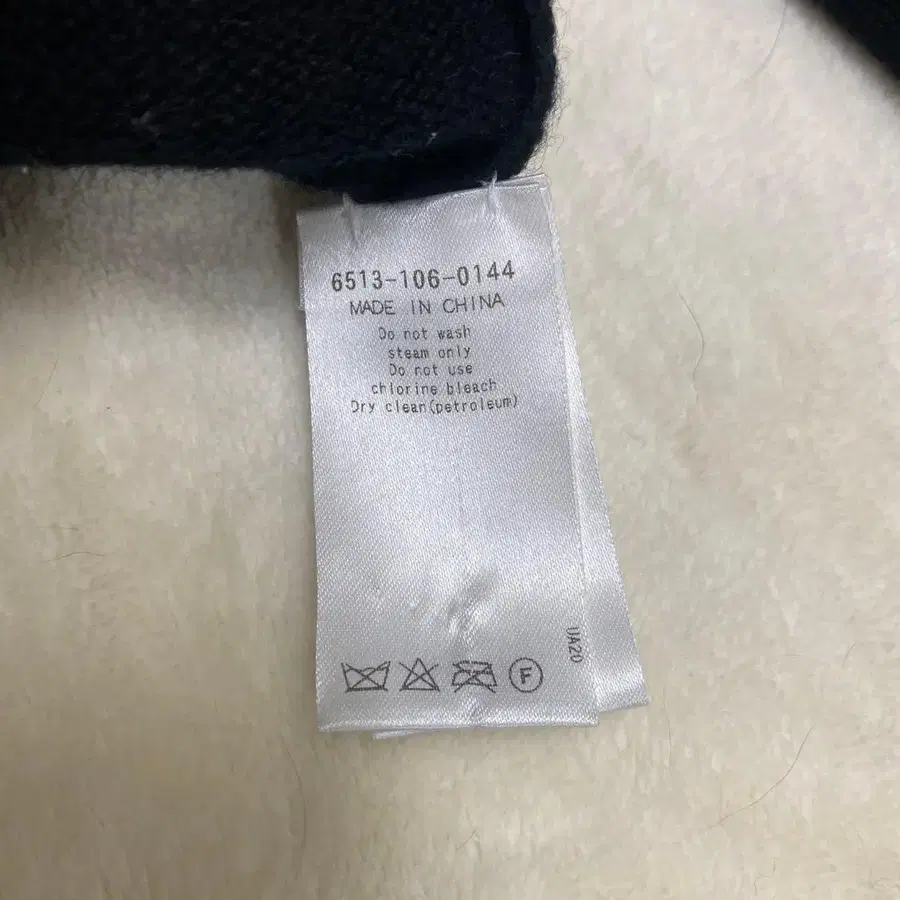 6513-106-0144
MADE IN CHINA
Do not wash
steam only
Do not use
chlorine bleach
Dry clean(petroleum)
UA20
F